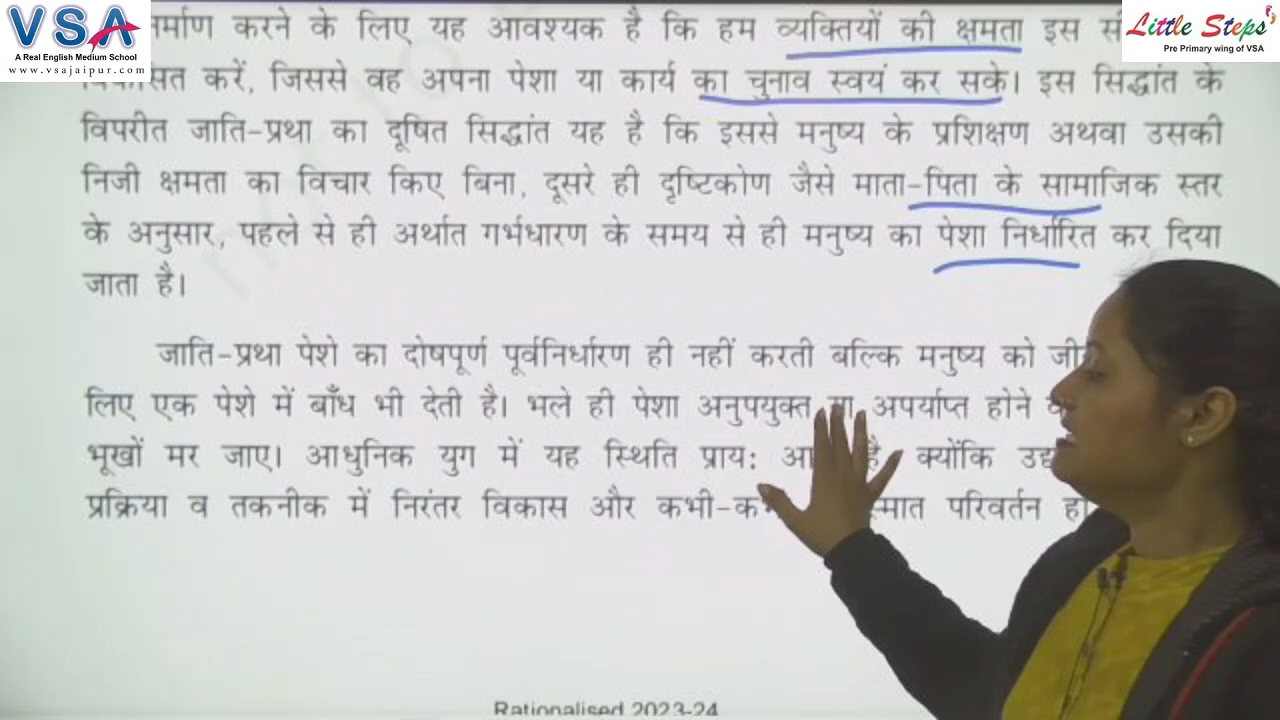 VSA
A Real English Medium School
www.vsajaipur.com
Little Steps
Pre Primary wing of VSA
करने के लिए यह आवश्यक है कि हम व्यक्तियों की क्षमता इस
करें, जिससे वह अपना पेशा या कार्य का चुनाव स्वयं कर सके। इस सिद्धांत के
विपरीत जाति-प्रथा का दूषित सिद्धांत यह है कि इससे मनुष्य के प्रशिक्षण अथवा उसकी
निजी क्षमता का विचार किए बिना, दूसरे ही दृष्टिकोण जैसे माता-पिता के सामाजिक स्तर
के अनुसार, पहले से ही अर्थात गर्भधारण के समय से ही मनुष्य का पेशा निर्धारित कर दिया
जाता है।
जाति-प्रथा पेशे का दोषपूर्ण पूर्वनिर्धारण ही नहीं करती बल्कि मनुष्य को
लिए एक पेशे में बाँध भी देती है। भले ही पेशा अनुपयुक्त या अपर्याप्त होने
भूखों मर जाए। आधुनिक युग में यह स्थिति प्राय: है क्योंकि
प्रक्रिया व तकनीक में निरंतर विकास और परिवर्तन
Rationalised 2023-24